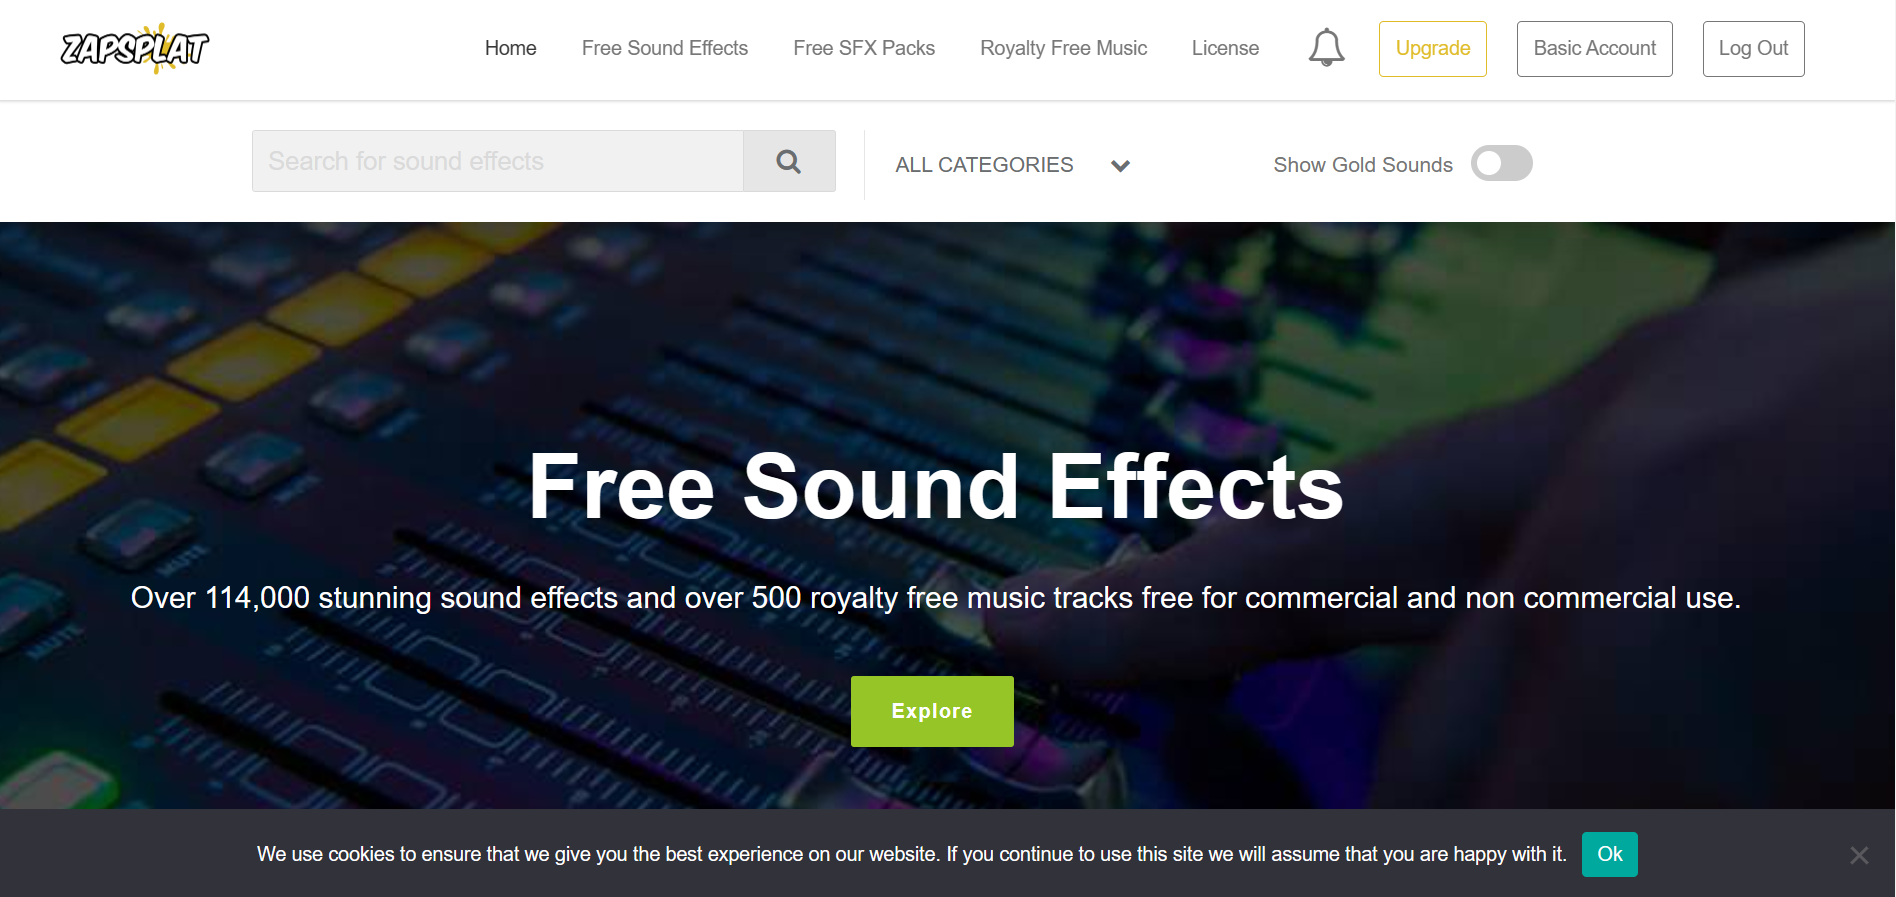 ZAPSPLAT
Home Free Sound Effects Free SFX Packs Royalty Free Music License Upgrade Basic Account Log Out
Search for sound effects ALL CATEGORIES Show Gold Sounds
Free Sound Effects
Over 114,000 stunning sound effects and over 500 royalty free music tracks free for commercial and non commercial use.
Explore
MUTE
MUTE
We use cookies to ensure that we give you the best experience on our website. If you continue to use this site we will assume that you are happy with it. Ok